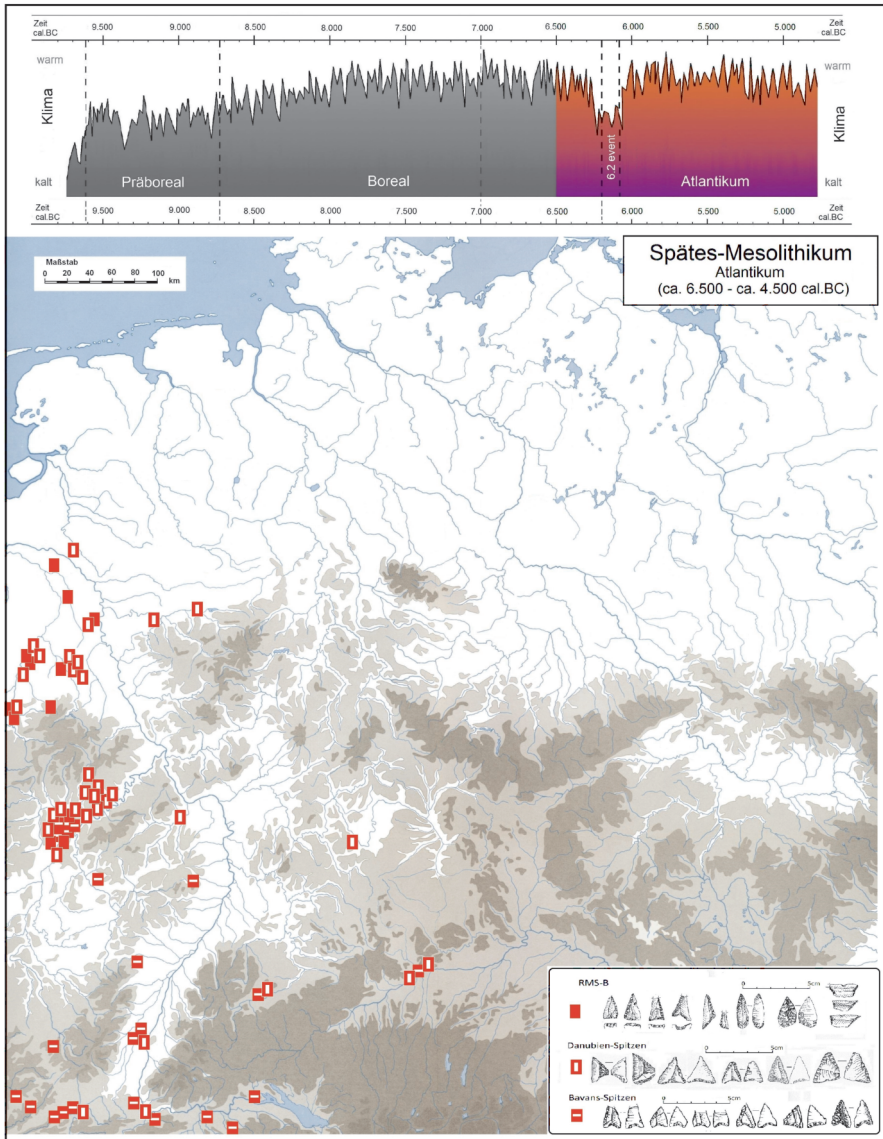 Zeit
cal.BC
9.500 9.000 8.500 8.000 7.500 7.000 6.500 6.000 5.500 5.000
Zeit
cal.BC
warm
warm
Klima
Klima
kalt
Präboreal
Boreal
6.2 event
Atlantikum
kalt
Zeit
cal.BC
9.500 9.000 8.500 8.000 7.500 7.000 6.500 6.000 5.500 5.000
Zeit
cal.BC
Maßstab
0 20 40 60 80 100
km
Spätes-Mesolithikum
Atlantikum
(ca. 6.500 - ca. 4.500 cal.BC)
RMS-B
0 5cm
Danubien-Spitzen
0 5cm
Bavans-Spitzen
0 5cm